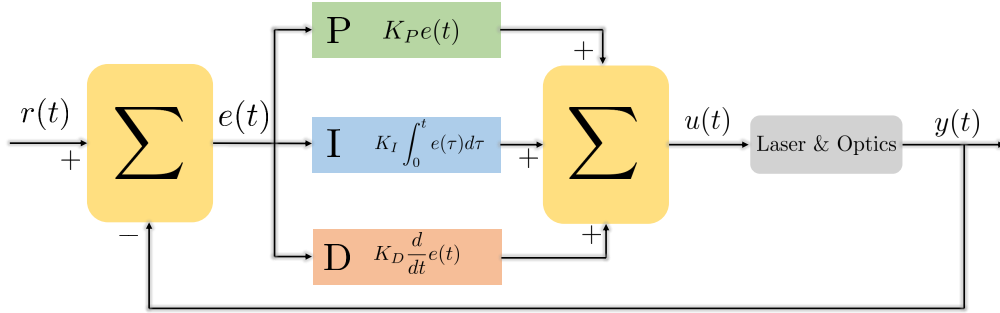 P K_P e(t)
+
r(t)
+
∑
e(t)
I K_I ∫_0^t e(τ)dτ
+
∑
u(t)
Laser & Optics
y(t)
−
D K_D d/dt e(t)
+